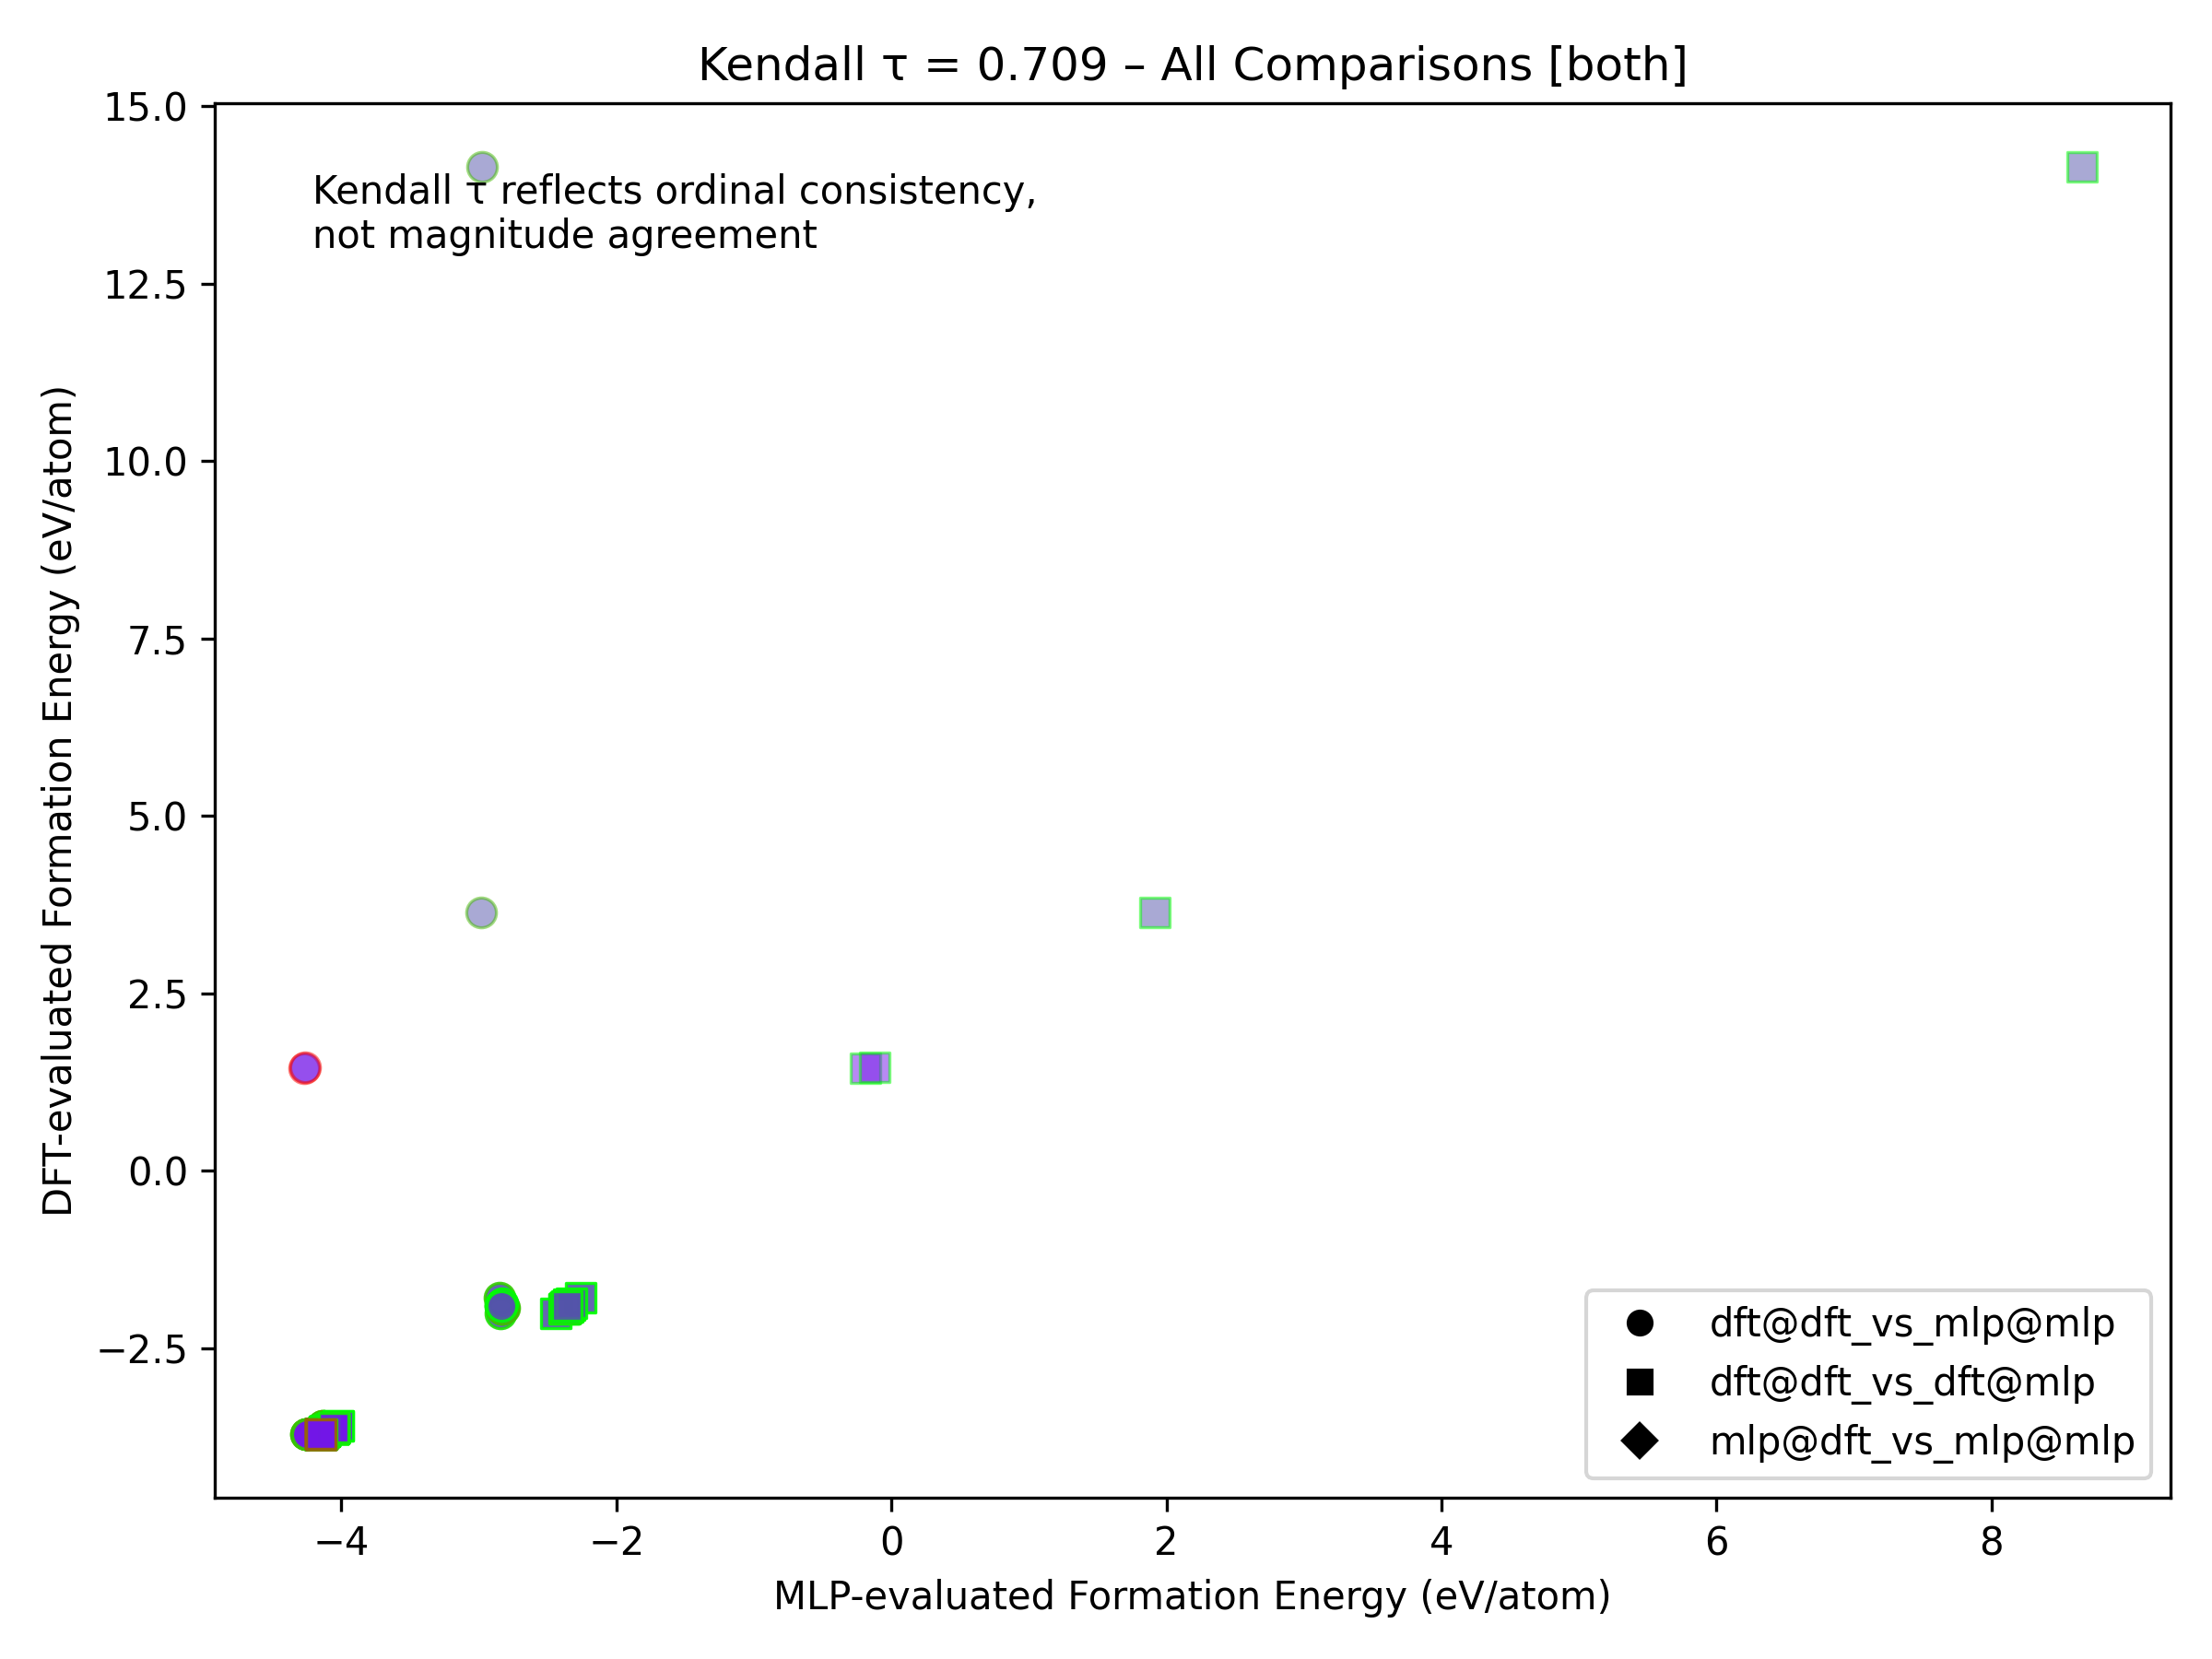 Kendall τ = 0.709 – All Comparisons [both]
15.0
12.5
10.0
7.5
5.0
2.5
0.0
−2.5
DFT-evaluated Formation Energy (eV/atom)
Kendall τ reflects ordinal consistency,
not magnitude agreement
dft@dft_vs_mlp@mlp
dft@dft_vs_dft@mlp
mlp@dft_vs_mlp@mlp
−4
−2
0
2
4
6
8
MLP-evaluated Formation Energy (eV/atom)